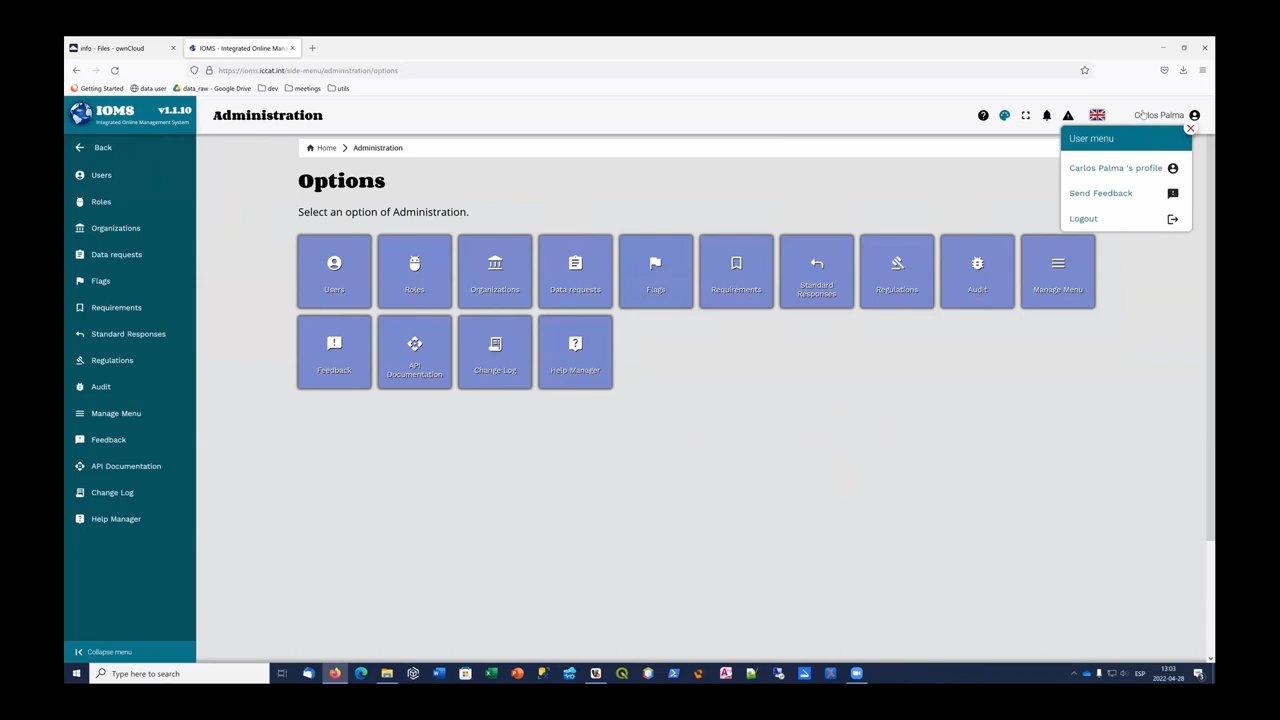 info - Files - ownCloud
IOMS - Integrated Online Mana
https://ioms.iccat.int/side-menu/administration/options
Getting Started
data user
data_raw - Google Drive
dev
meetings
utils
IOMS v1.1.10
Integrated Online Management System
Administration
Carlos Palma
Back
Users
Roles
Organizations
Data requests
Flags
Requirements
Standard Responses
Regulations
Audit
Manage Menu
Feedback
API Documentation
Change Log
Help Manager
Collapse menu
Home
Administration
Options
Select an option of Administration.
Users
Roles
Organizations
Data requests
Flags
Requirements
Standard
Responses
Regulations
Audit
Manage Menu
Feedback
API
Documentation
Change Log
Help Manager
User menu
Carlos Palma 's profile
Send Feedback
Logout
Type here to search
ESP
13:03
2022-04-28